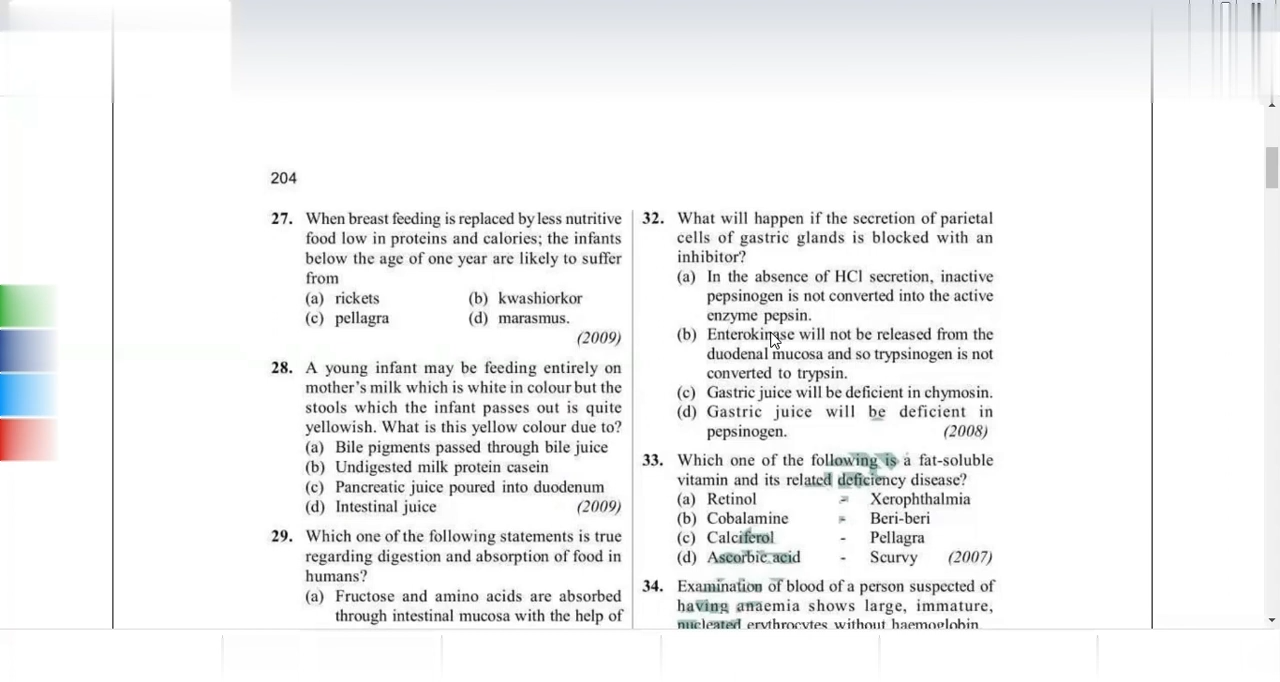 204
27. When breast feeding is replaced by less nutritive
food low in proteins and calories; the infants
below the age of one year are likely to suffer
from
(a) rickets (b) kwashiorkor
(c) pellagra (d) marasmus.
(2009)
28. A young infant may be feeding entirely on
mother's milk which is white in colour but the
stools which the infant passes out is quite
yellowish. What is this yellow colour due to?
(a) Bile pigments passed through bile juice
(b) Undigested milk protein casein
(c) Pancreatic juice poured into duodenum
(d) Intestinal juice (2009)
29. Which one of the following statements is true
regarding digestion and absorption of food in
humans?
(a) Fructose and amino acids are absorbed
through intestinal mucosa with the help of
32. What will happen if the secretion of parietal
cells of gastric glands is blocked with an
inhibitor?
(a) In the absence of HCl secretion, inactive
pepsinogen is not converted into the active
enzyme pepsin.
(b) Enterokinase will not be released from the
duodenal mucosa and so trypsinogen is not
converted to trypsin.
(c) Gastric juice will be deficient in chymosin.
(d) Gastric juice will be deficient in
pepsinogen. (2008)
33. Which one of the following is a fat-soluble
vitamin and its related deficiency disease?
(a) Retinol - Xerophthalmia
(b) Cobalamine - Beri-beri
(c) Calciferol - Pellagra
(d) Ascorbic acid - Scurvy (2007)
34. Examination of blood of a person suspected of
having anaemia shows large, immature,
nucleated erythrocytes without haemoglobin.